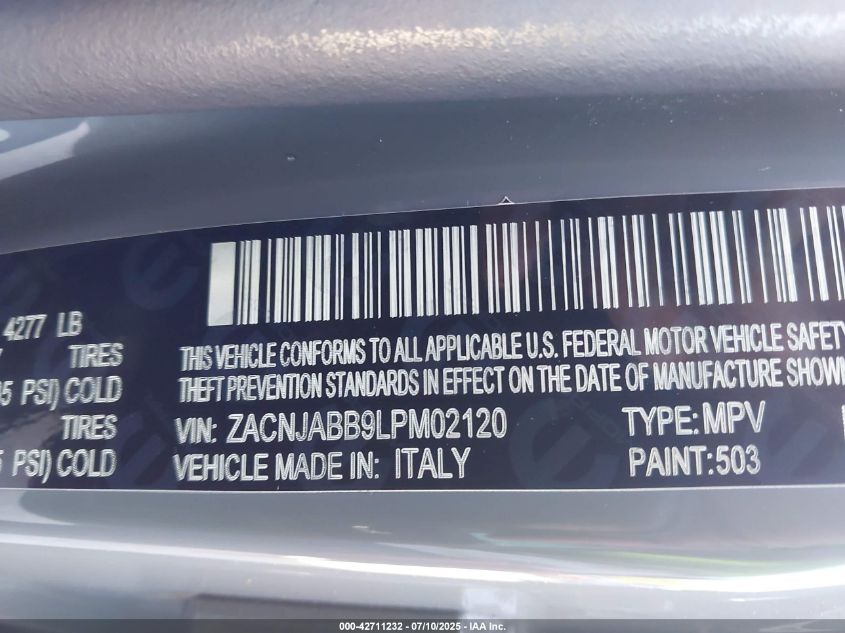 4277 LB
TIRES
PSI) COLD
TIRES
PSI) COLD
THIS VEHICLE CONFORMS TO ALL APPLICABLE U.S. FEDERAL MOTOR VEHICLE SAFETY
THEFT PREVENTION STANDARDS IN EFFECT ON THE DATE OF MANUFACTURE SHOWN
VIN: ZACNJABB9LPM02120 TYPE: MPV
VEHICLE MADE IN: ITALY PAINT: 503
000-42711232 - 07/10/2025 - IAA Inc.